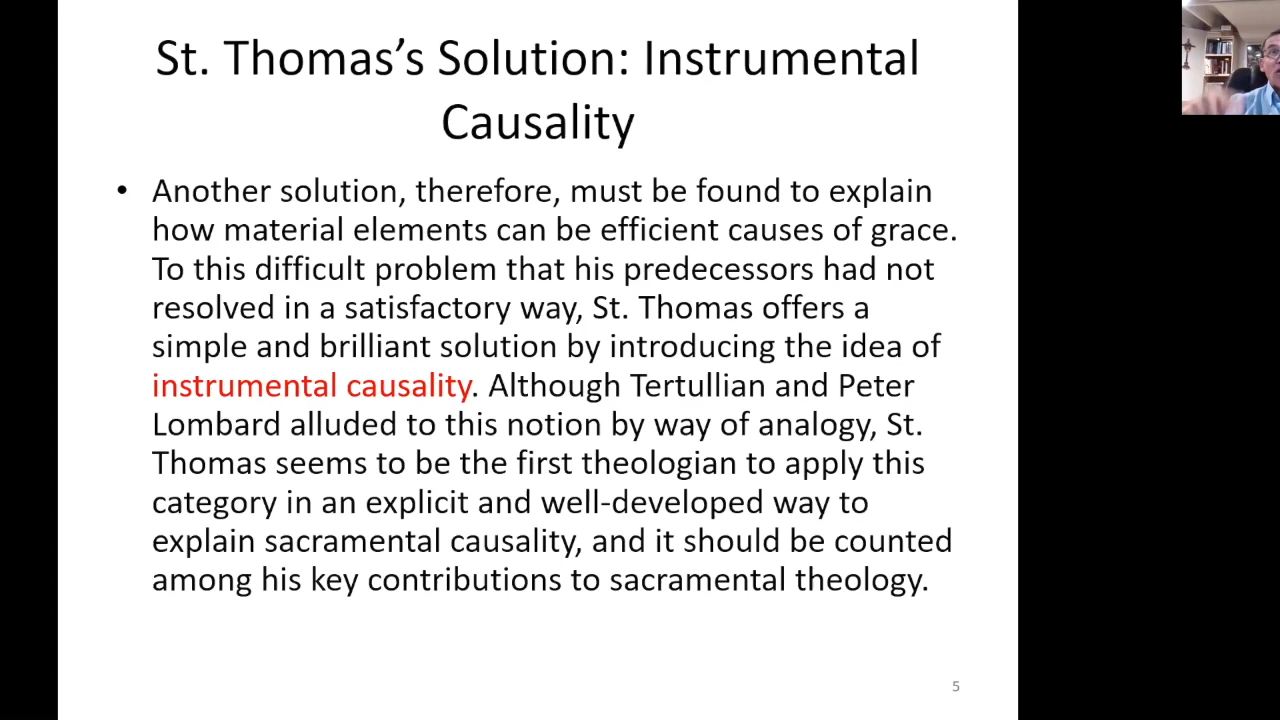 St. Thomas’s Solution: Instrumental
Causality
• Another solution, therefore, must be found to explain
how material elements can be efficient causes of grace.
To this difficult problem that his predecessors had not
resolved in a satisfactory way, St. Thomas offers a
simple and brilliant solution by introducing the idea of
instrumental causality. Although Tertullian and Peter
Lombard alluded to this notion by way of analogy, St.
Thomas seems to be the first theologian to apply this
category in an explicit and well-developed way to
explain sacramental causality, and it should be counted
among his key contributions to sacramental theology.
5